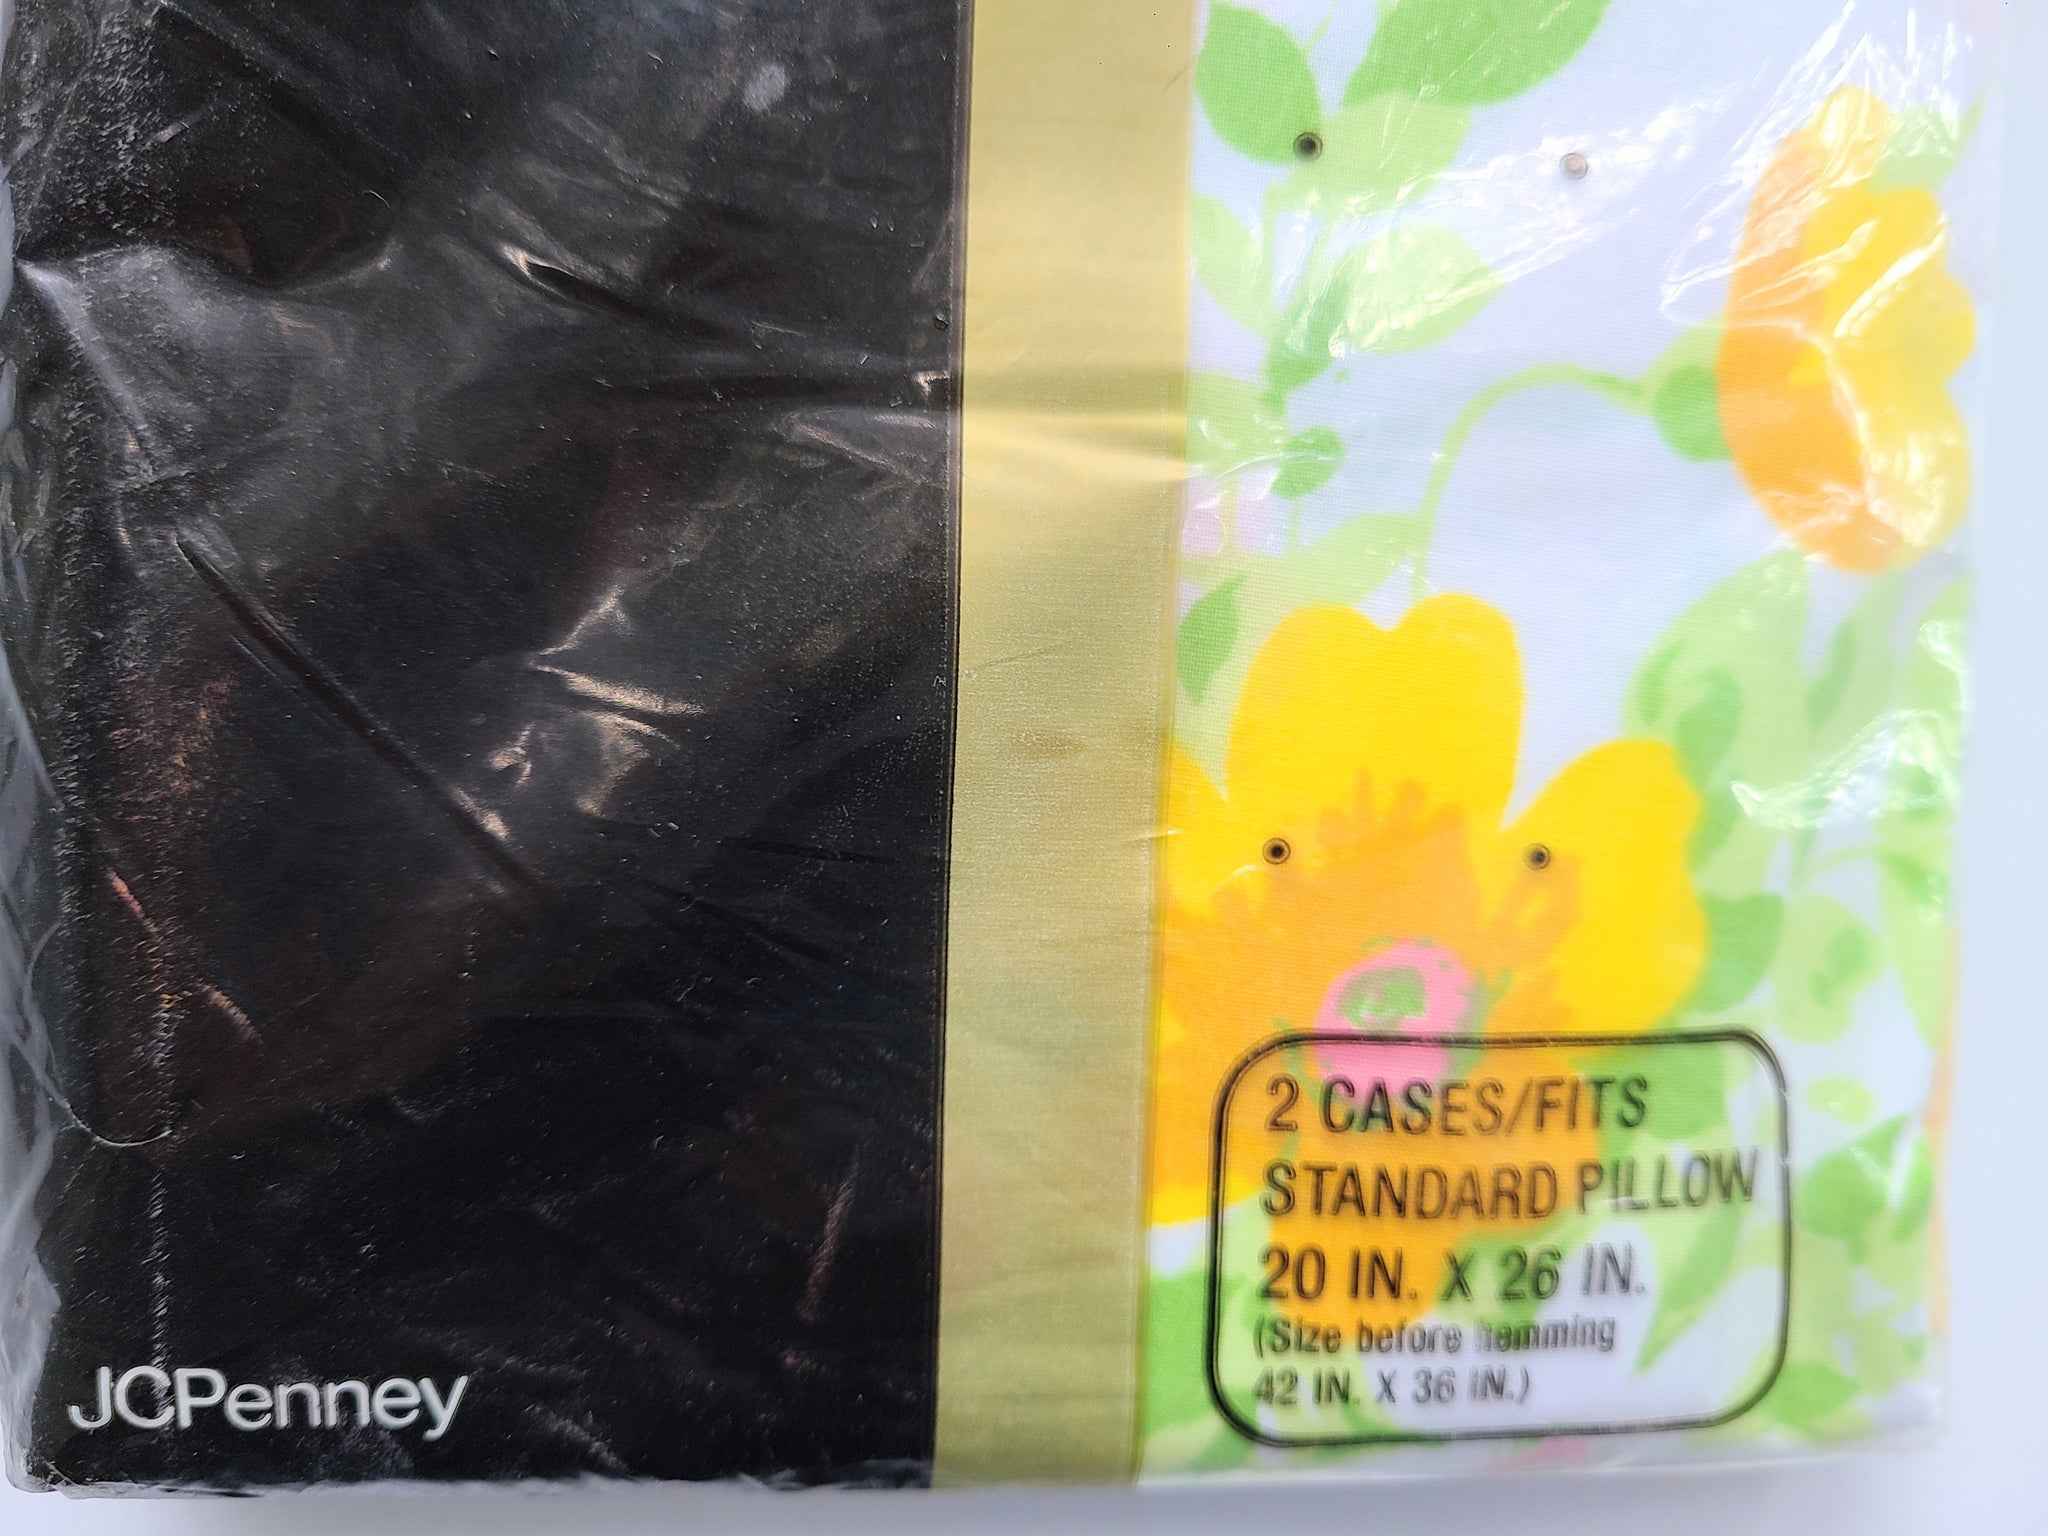 2 CASES/FITS
STANDARD PILLOW
20 IN. X 26 IN.
(Size before hemming
42 IN. X 36 IN.)
JCPenney